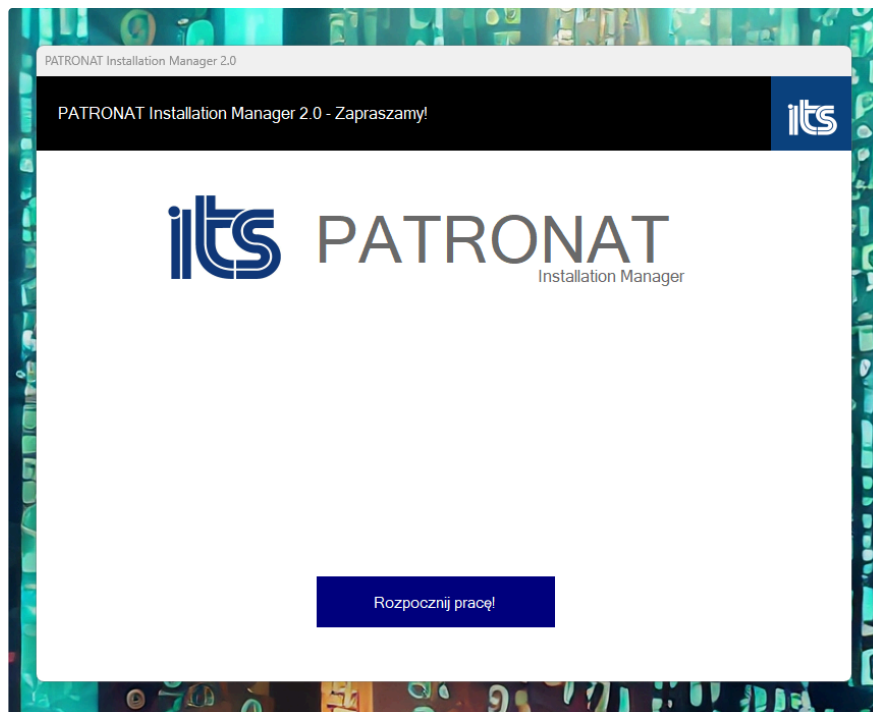 PATRONAT Installation Manager 2.0
PATRONAT Installation Manager 2.0 - Zapraszamy!
its
its PATRONAT
Installation Manager
Rozpocznij pracę!